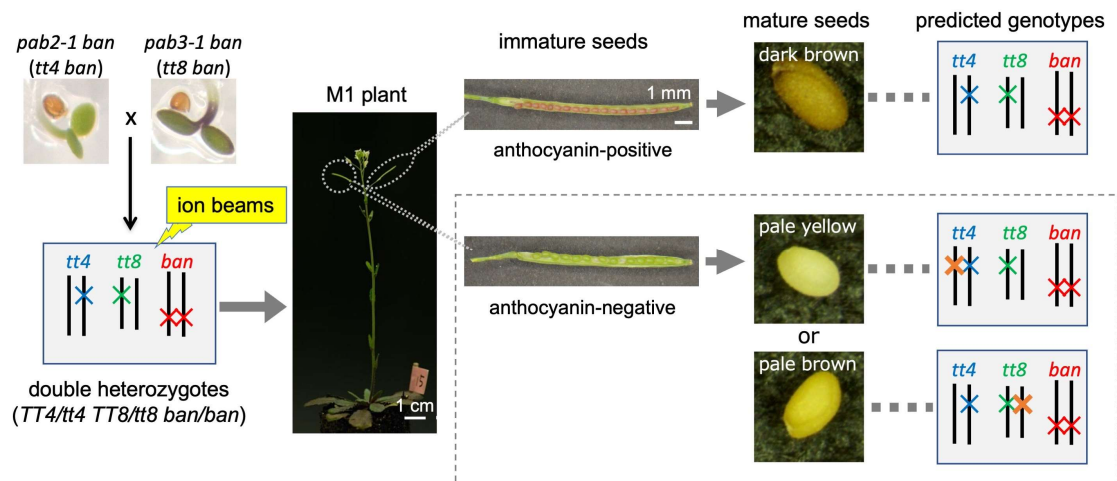 pab2-1 ban
(tt4 ban)
pab3-1 ban
(tt8 ban)
x
ion beams
tt4 tt8 ban
double heterozygotes
(TT4/tt4 TT8/tt8 ban/ban)
M1 plant
15
1 cm
immature seeds
1 mm
anthocyanin-positive
anthocyanin-negative
mature seeds
dark brown
pale yellow
or
pale brown
predicted genotypes
tt4 tt8 ban
tt4 tt8 ban
tt4 tt8 ban